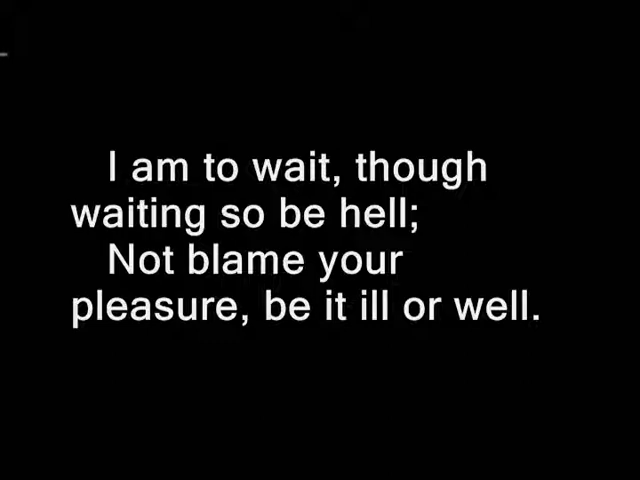 I am to wait, though
waiting so be hell;
Not blame your
pleasure, be it ill or well.